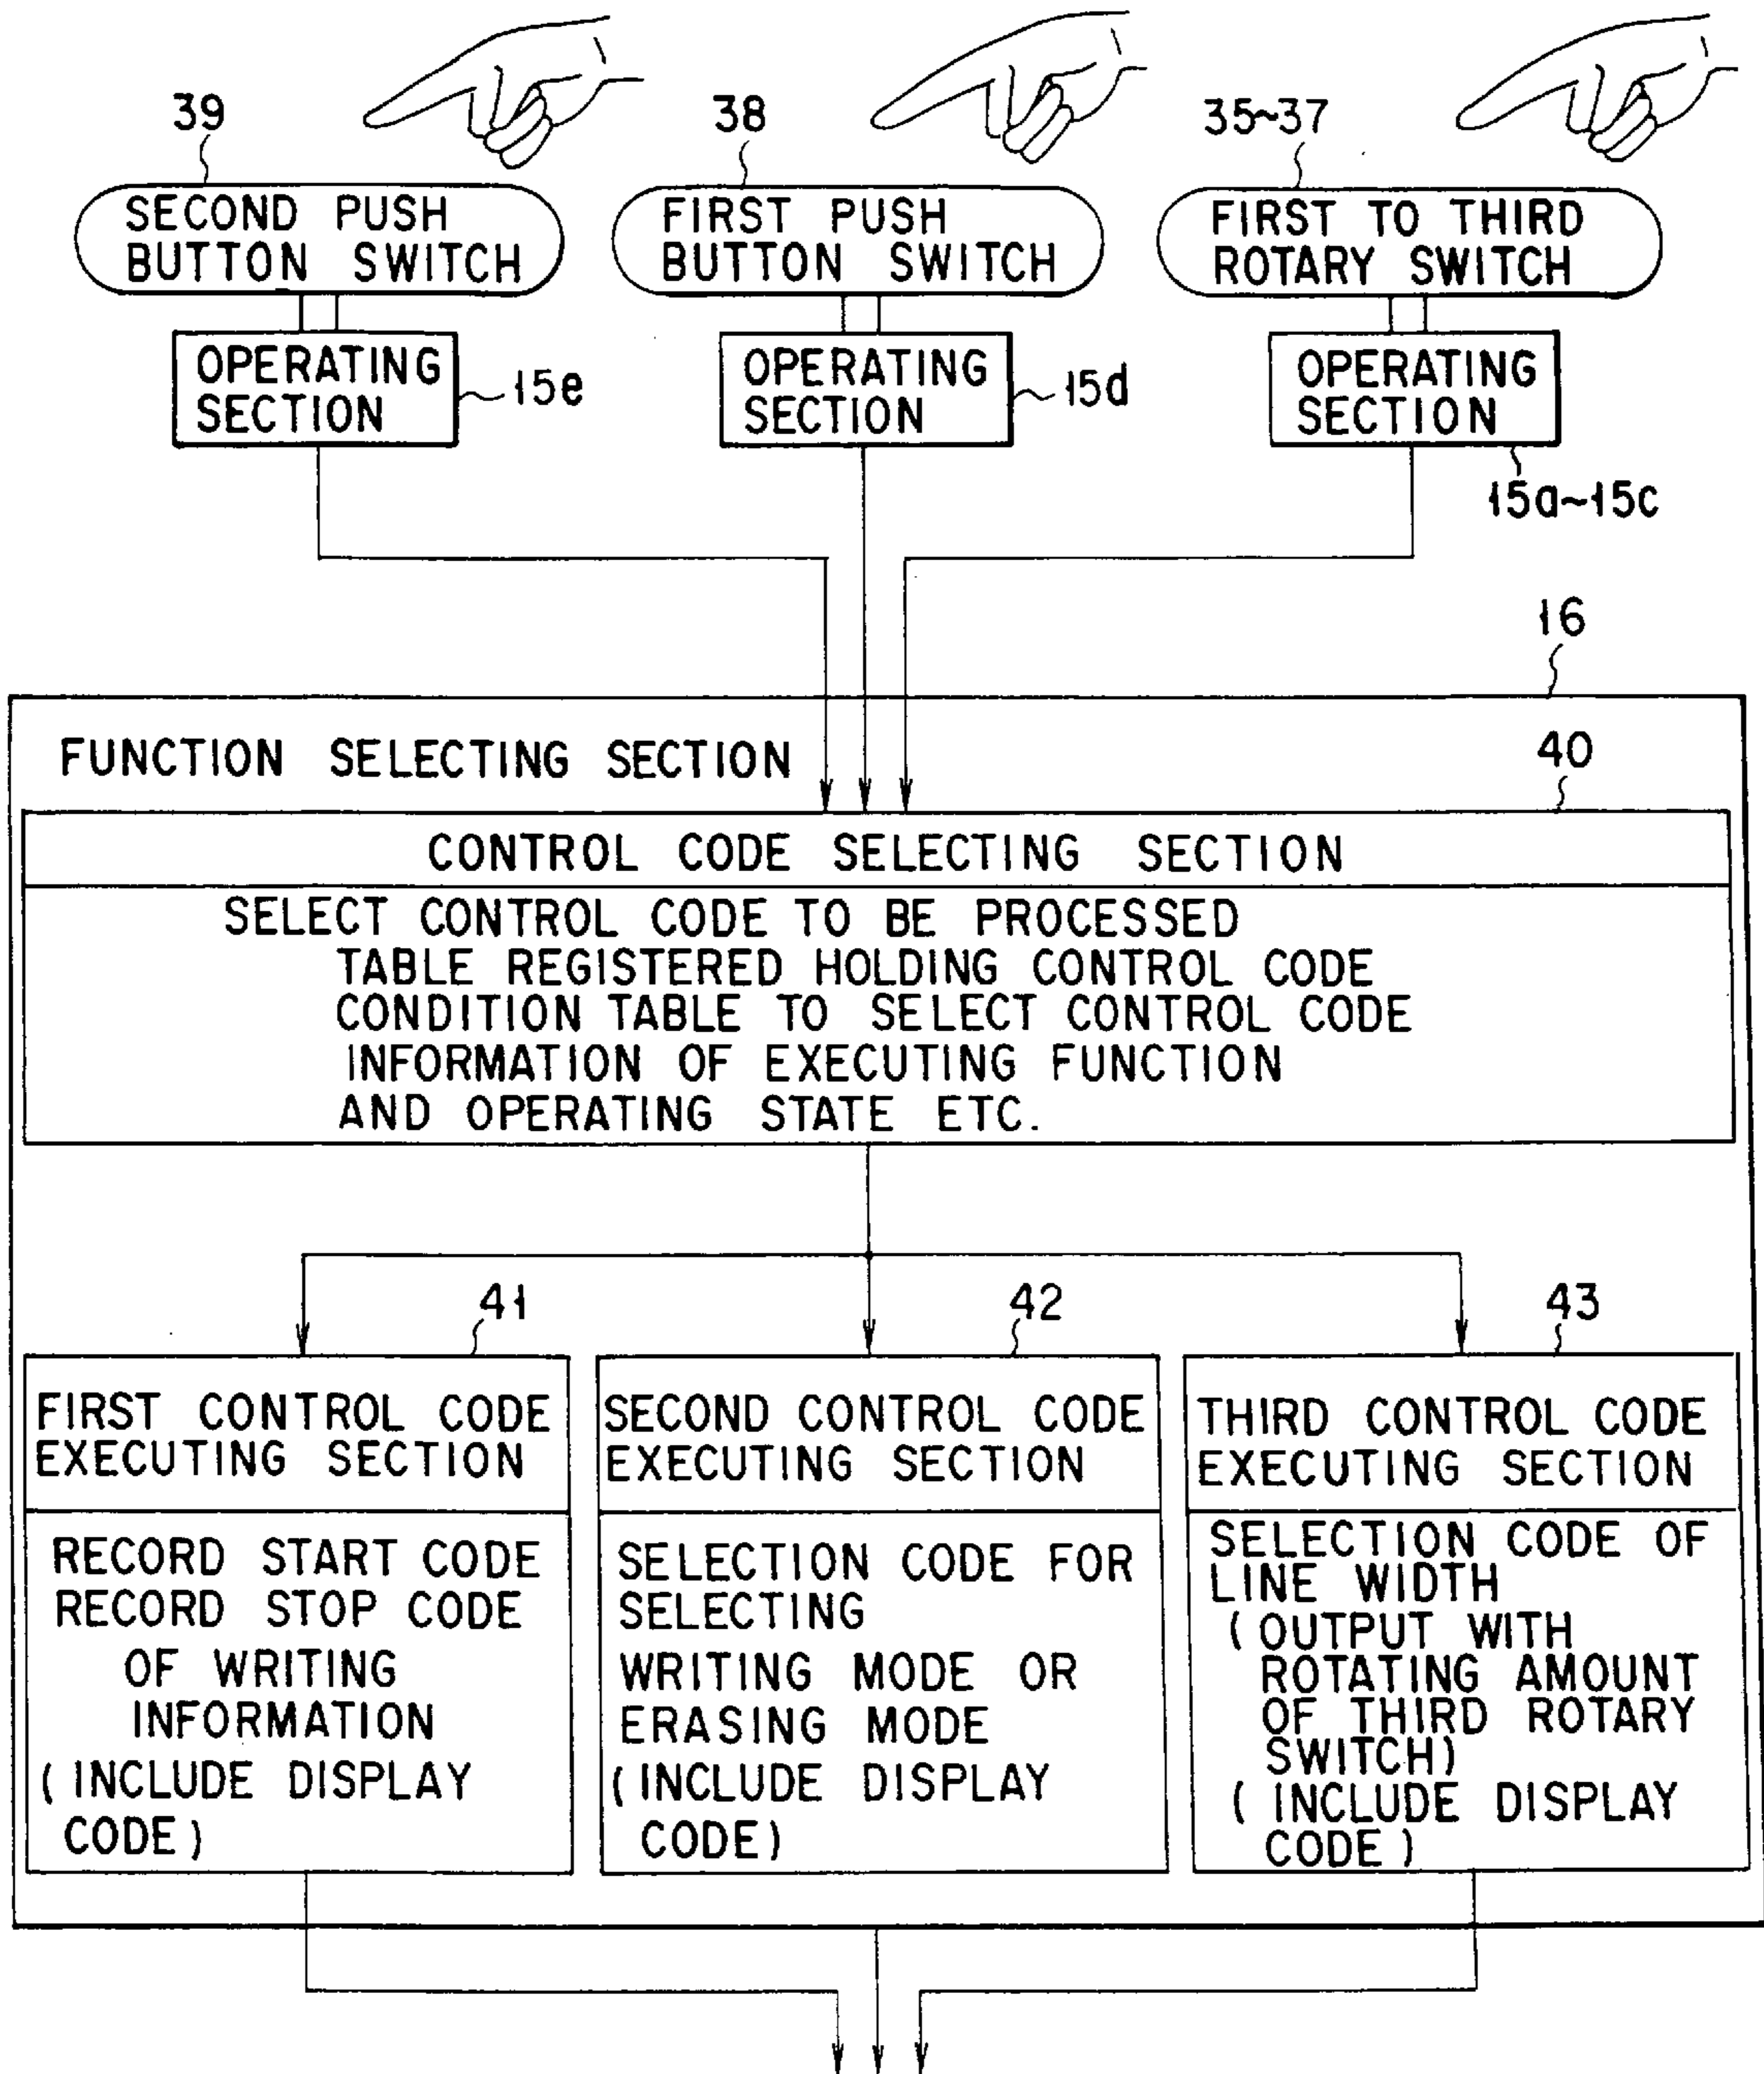 39
38
35~37
SECOND PUSH
BUTTON SWITCH
FIRST PUSH
BUTTON SWITCH
FIRST TO THIRD
ROTARY SWITCH
OPERATING
SECTION
15e
OPERATING
SECTION
15d
OPERATING
SECTION
15a~15c
16
FUNCTION SELECTING SECTION
40
CONTROL CODE SELECTING SECTION
SELECT CONTROL CODE TO BE PROCESSED
TABLE REGISTERED HOLDING CONTROL CODE
CONDITION TABLE TO SELECT CONTROL CODE
INFORMATION OF EXECUTING FUNCTION
AND OPERATING STATE ETC.
41
42
43
FIRST CONTROL CODE
EXECUTING SECTION
RECORD START CODE
RECORD STOP CODE
OF WRITING
INFORMATION
(INCLUDE DISPLAY
CODE)
SECOND CONTROL CODE
EXECUTING SECTION
SELECTION CODE FOR
SELECTING
WRITING MODE OR
ERASING MODE
(INCLUDE DISPLAY
CODE)
THIRD CONTROL CODE
EXECUTING SECTION
SELECTION CODE OF
LINE WIDTH
(OUTPUT WITH
ROTATING AMOUNT
OF THIRD ROTARY
SWITCH)
(INCLUDE DISPLAY
CODE)